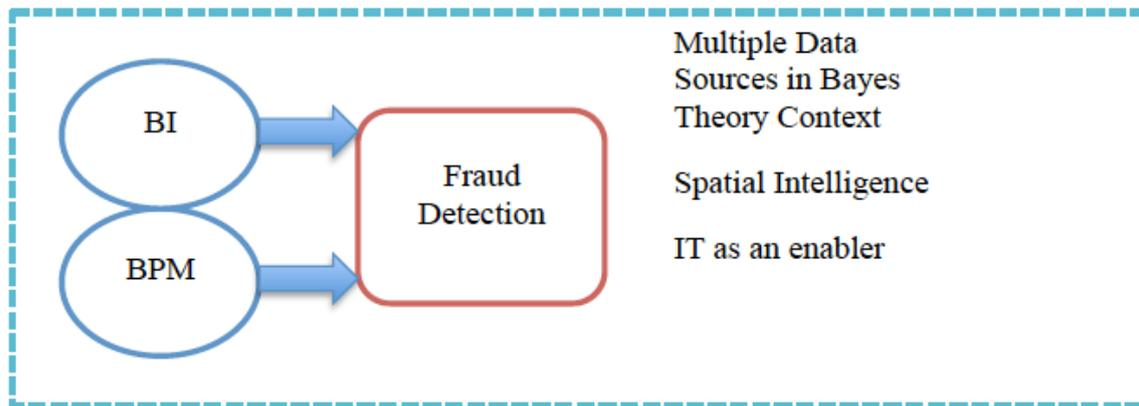 BI
BPM
Fraud
Detection
Multiple Data
Sources in Bayes
Theory Context
Spatial Intelligence
IT as an enabler